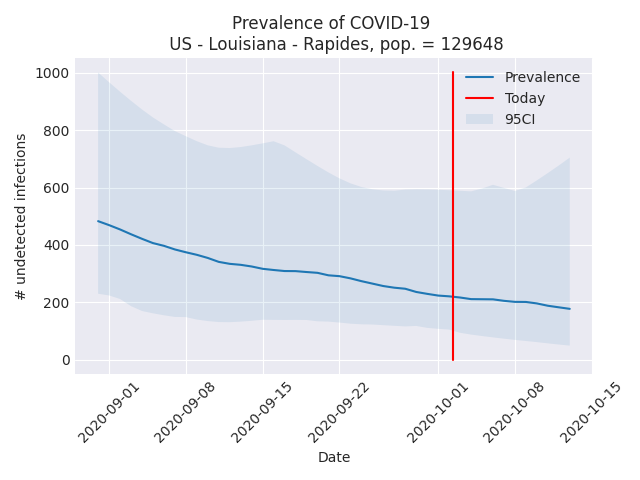 Prevalence of COVID-19
US - Louisiana - Rapides, pop. = 129648
1000
800
600
400
200
0
# undetected infections
Prevalence
Today
95CI
2020-09-01
2020-09-08
2020-09-15
2020-09-22
2020-10-01
2020-10-08
2020-10-15
Date